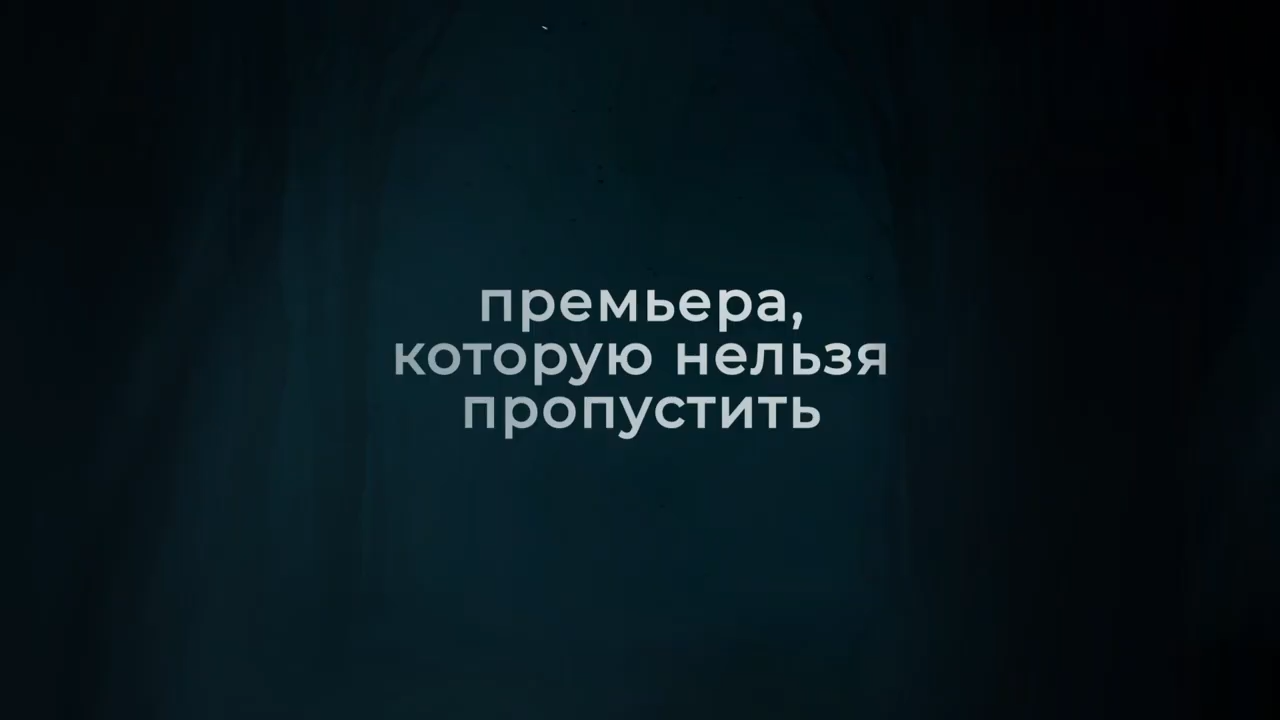 премьера,
которую нельзя
пропустить